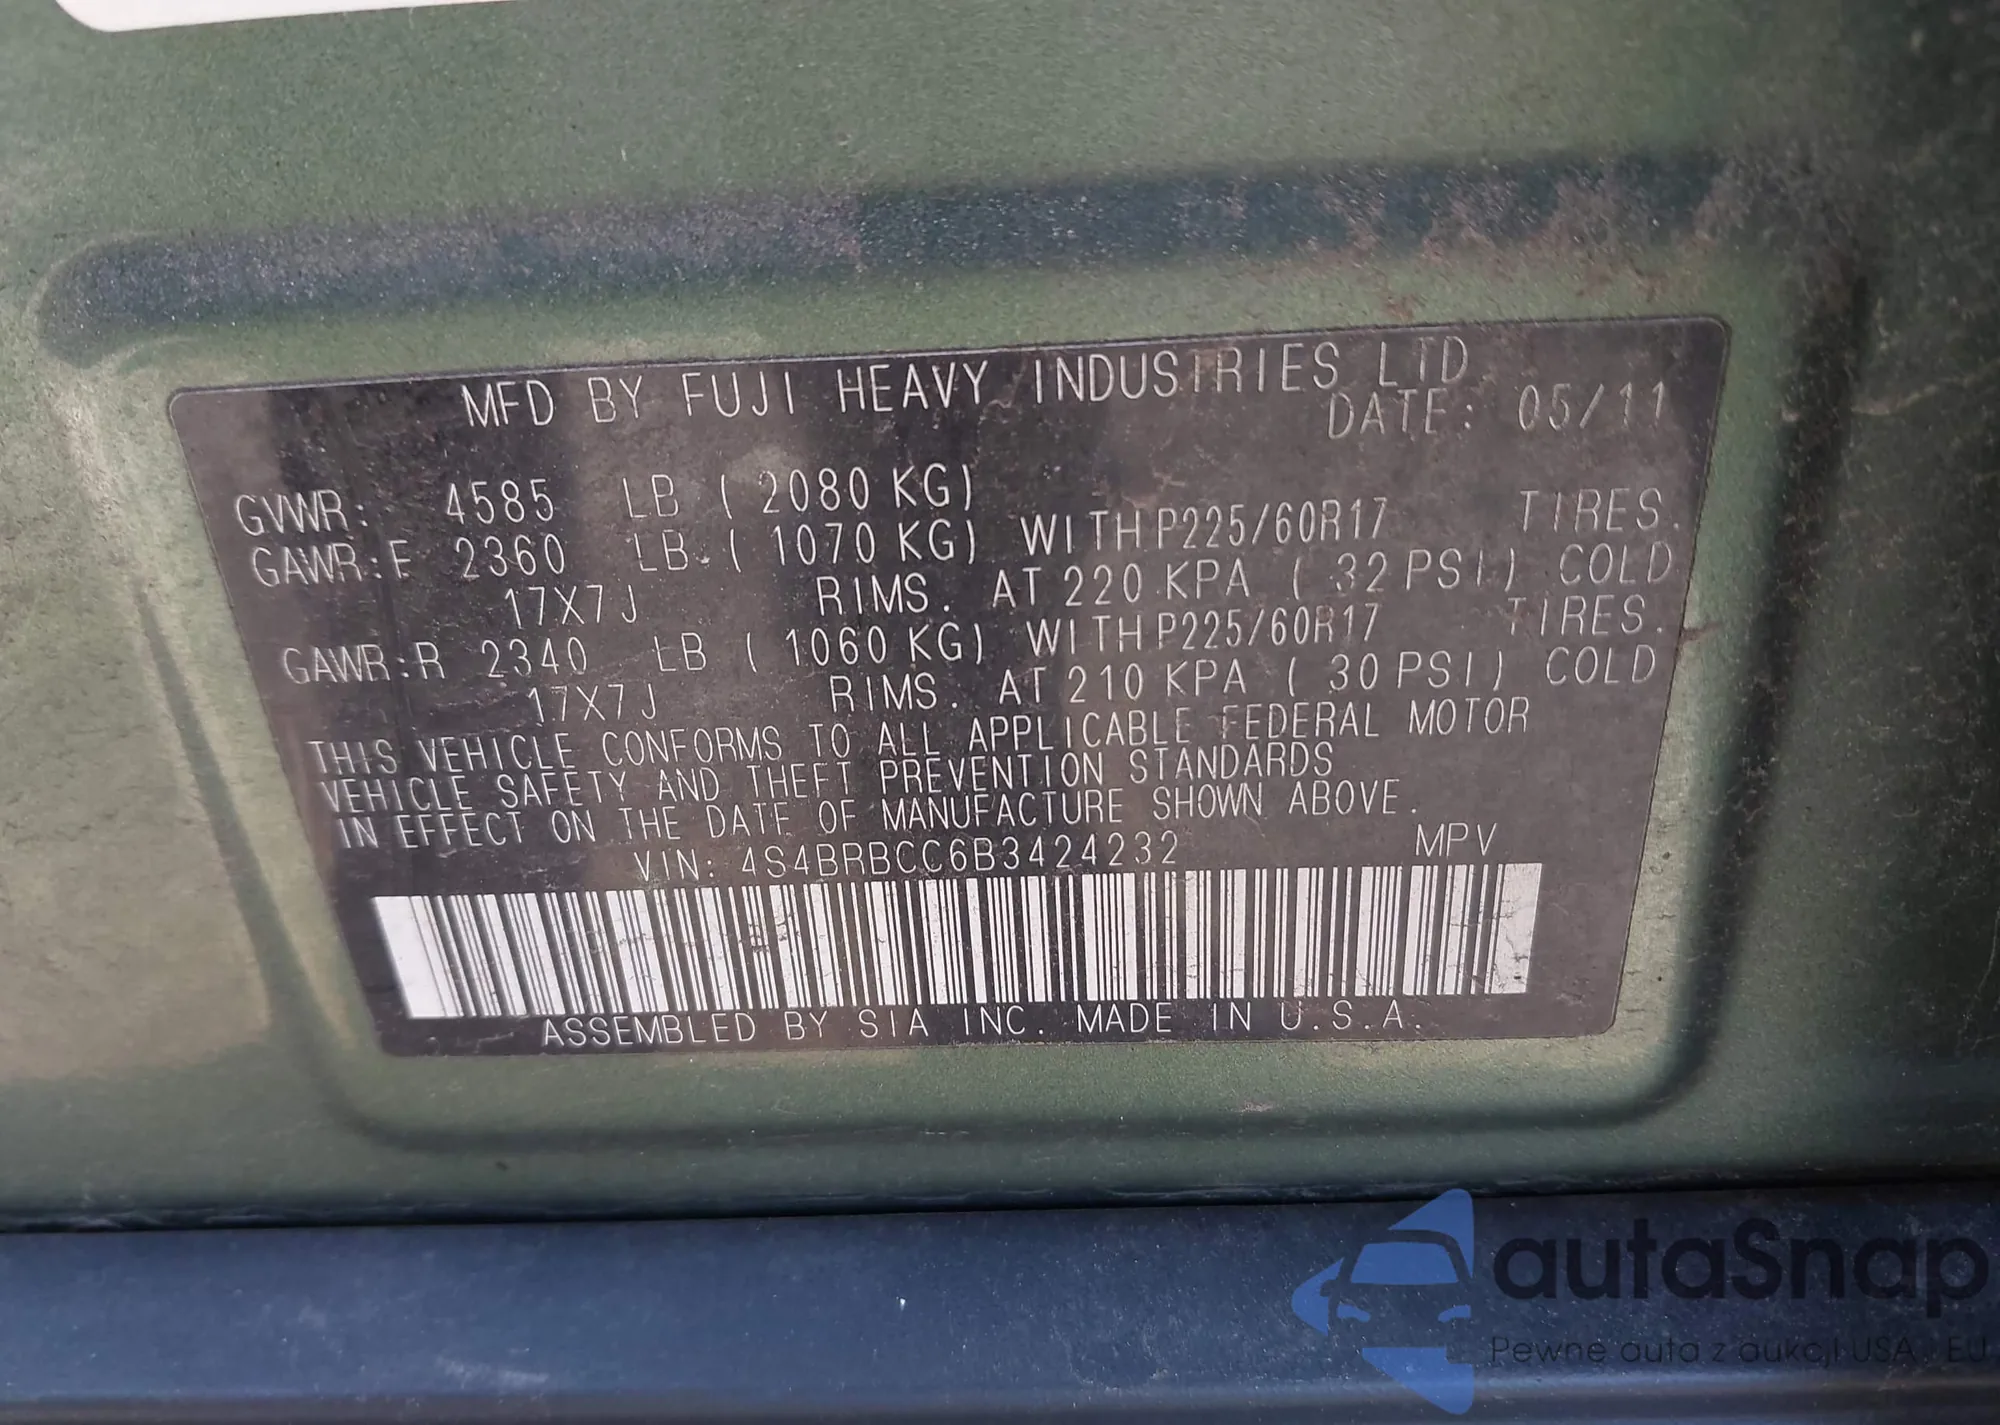 MFD BY FUJI HEAVY INDUSTRIES LTD
DATE: 05/11
GVWR: 4585 LB (2080 KG)
GAWR:F 2360 LB. (1070 KG) WITH P225/60R17 TIRES.
17X7J RIMS. AT 220 KPA (32 PSI) COLD
GAWR:R 2340 LB (1060 KG) WITH P225/60R17 TIRES.
17X7J RIMS. AT 210 KPA (30 PSI) COLD
THIS VEHICLE CONFORMS TO ALL APPLICABLE FEDERAL MOTOR
VEHICLE SAFETY AND THEFT PREVENTION STANDARDS
IN EFFECT ON THE DATE OF MANUFACTURE SHOWN ABOVE.
VIN: 4S4BRBCC6B3424232 MPV
ASSEMBLED BY SIA INC. MADE IN U.S.A.
autaSnap
Pewne auta z aukcji USA i EU